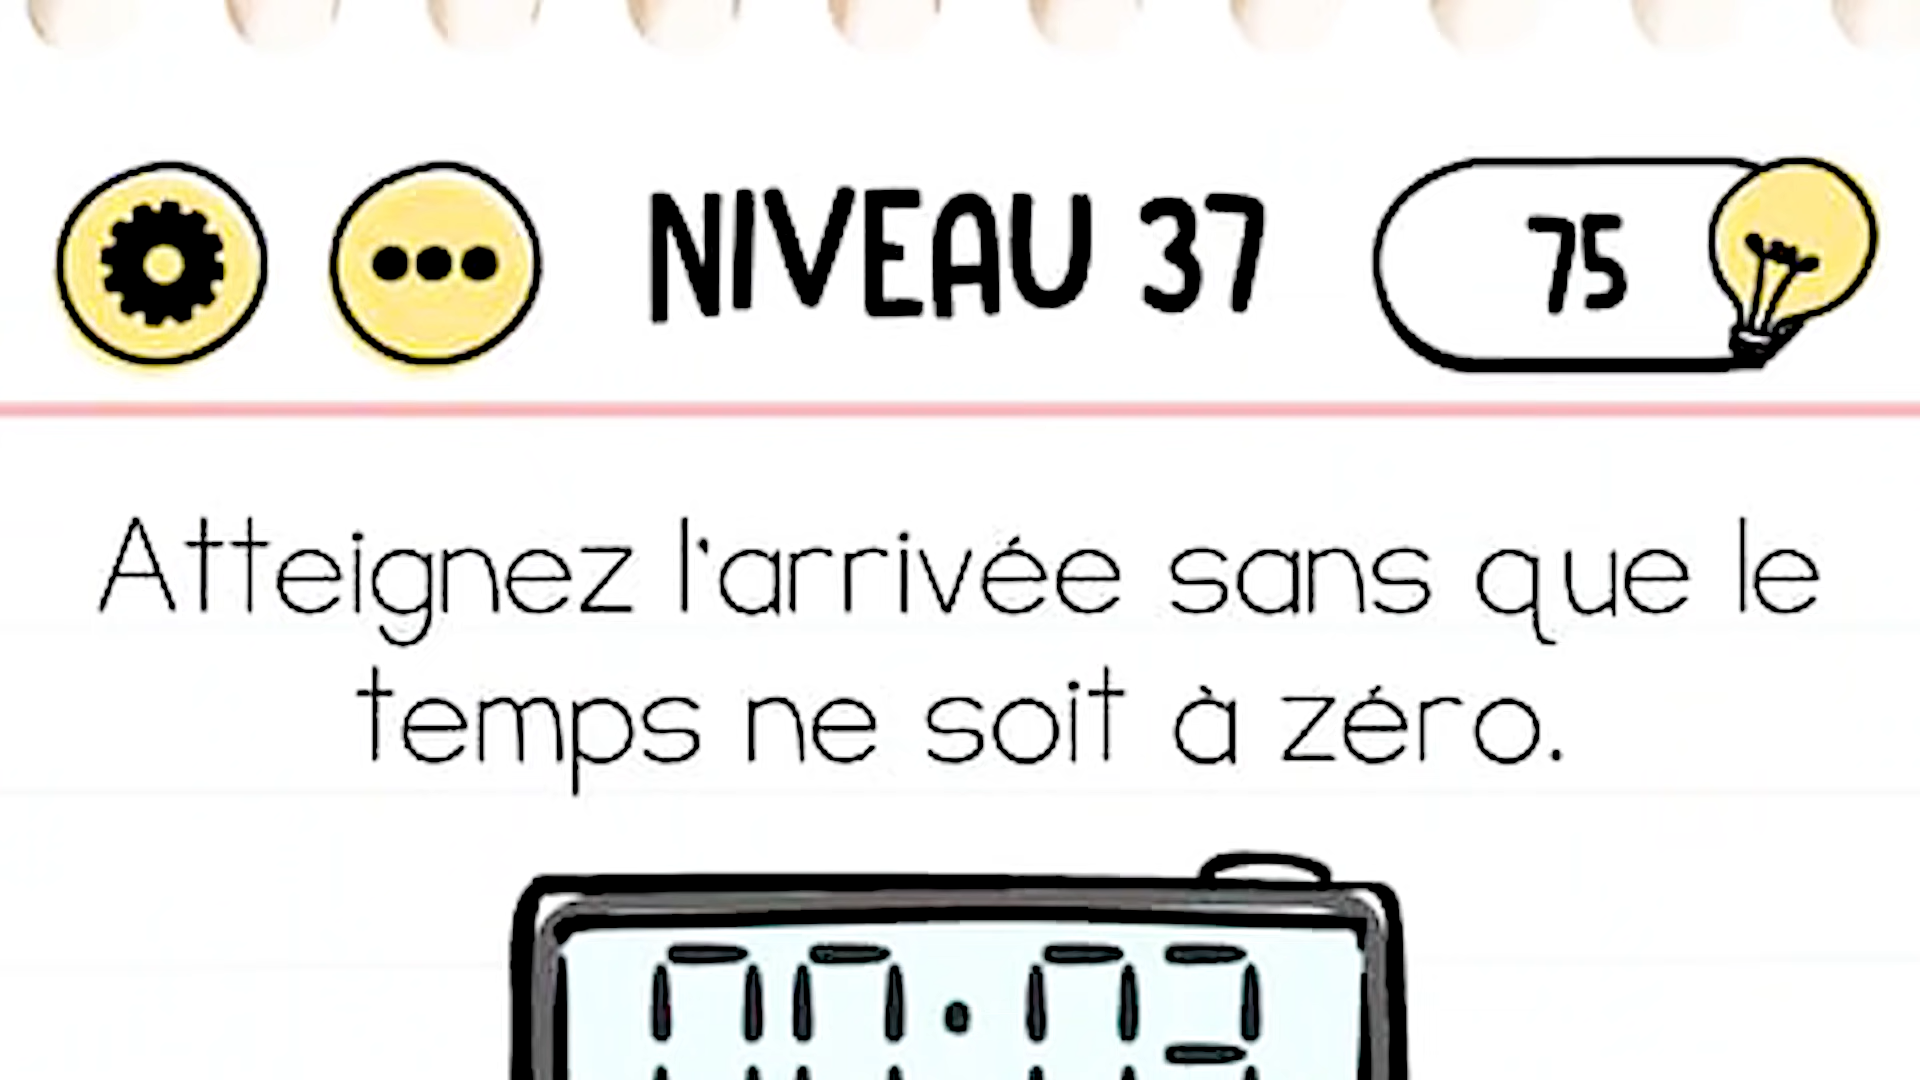 NIVEAU 37
75
Atteignez l'arrivée sans que le
temps ne soit à zéro.